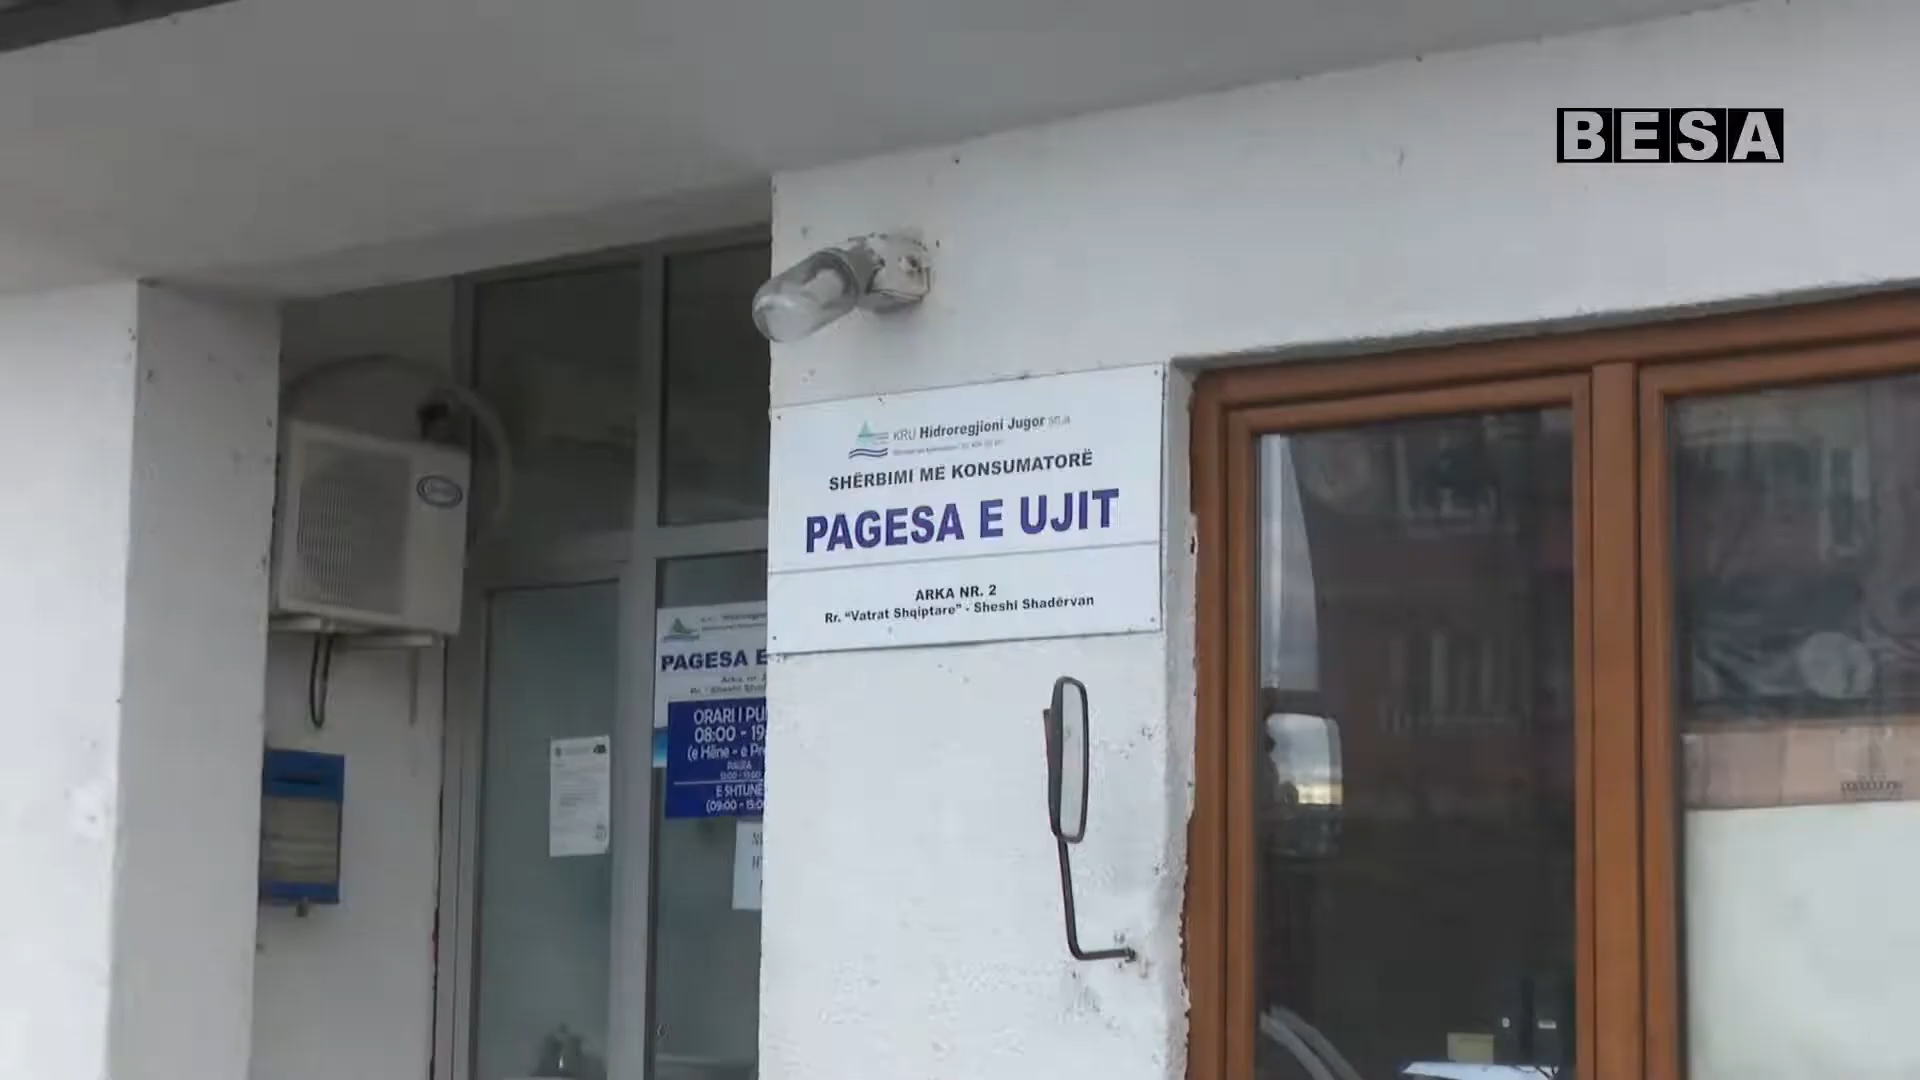 BESA
KRU Hidroregjioni Jugor sh.a
SHËRBIMI ME KONSUMATORË
PAGESA E UJIT
ARKA NR. 2
Rr. “Vatrat Shqiptare” - Sheshi Shadërvan
PAGESA E
ORARI I PU
08:00 - 19
(e Hëne - e Pr
PAUZA
E SHTUNË
(09:00 - 15:0